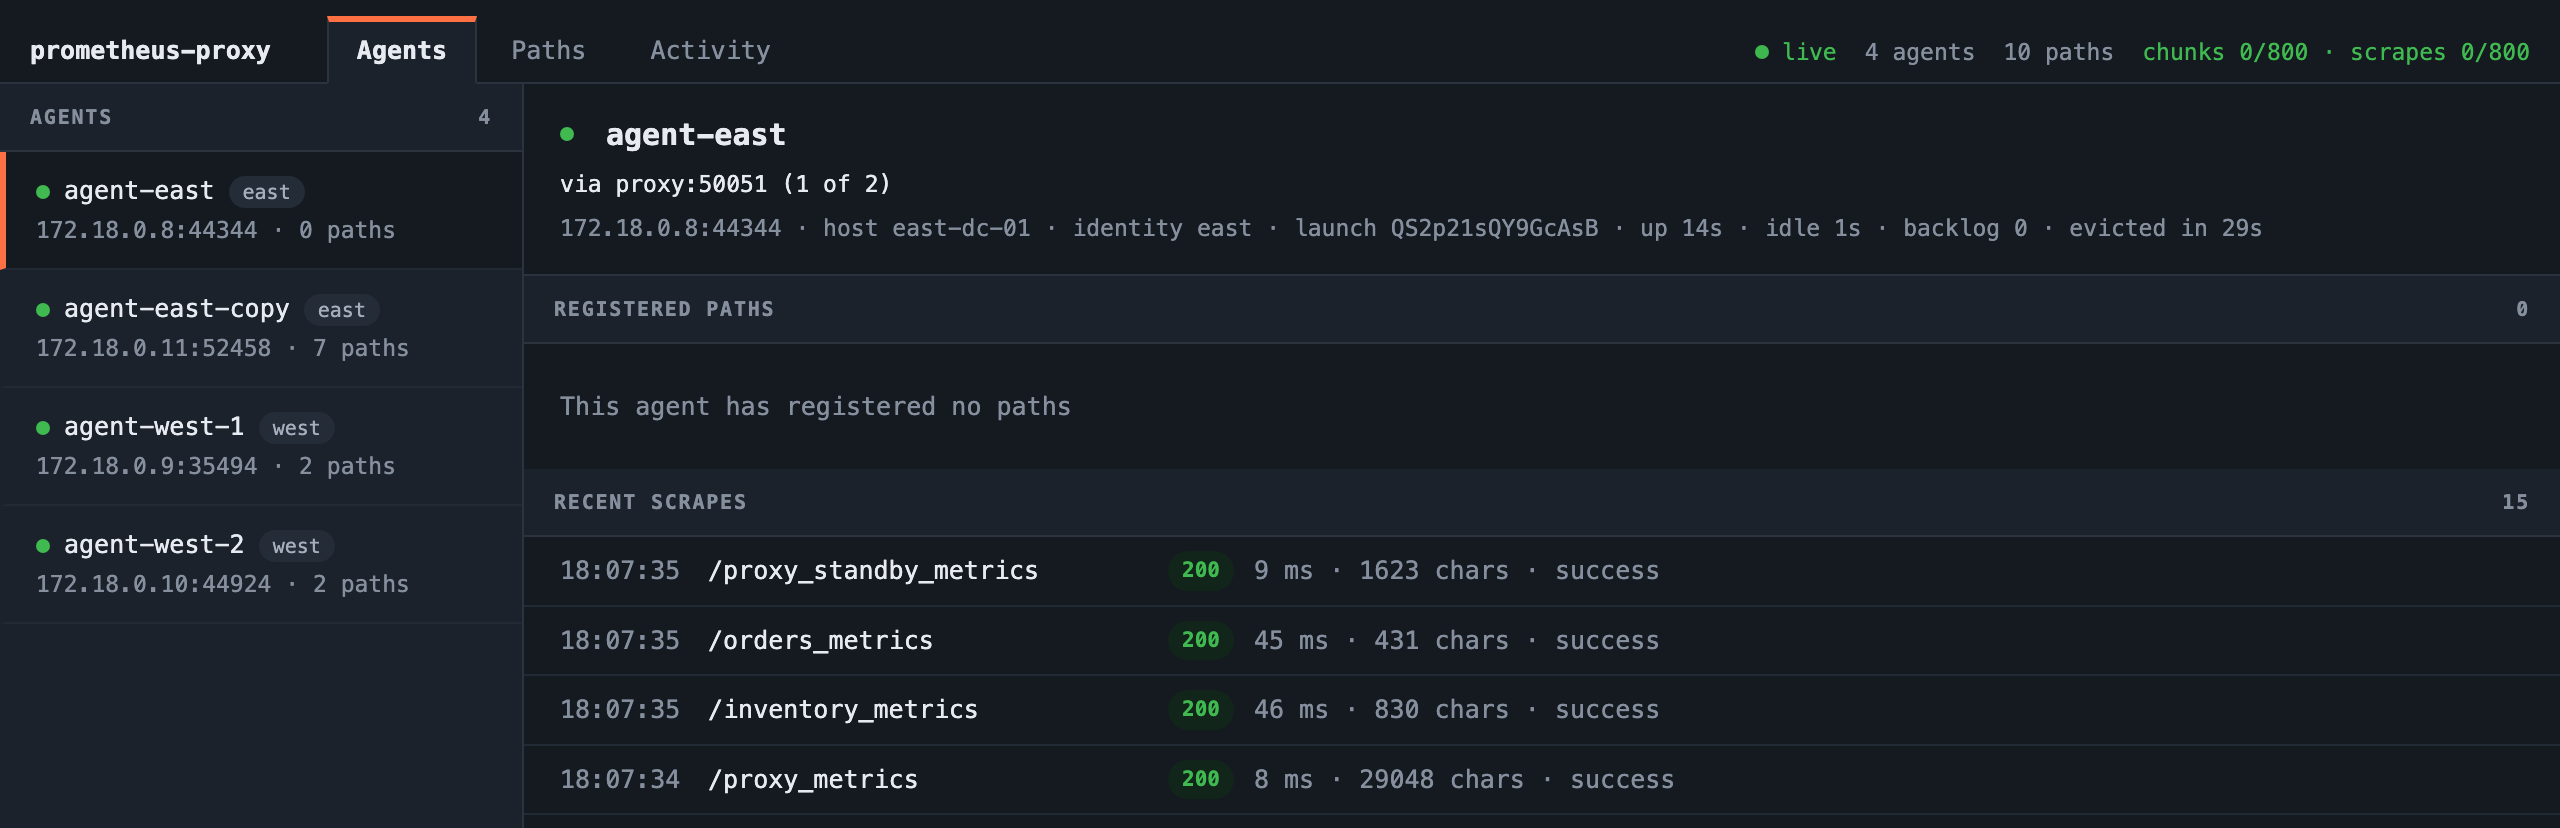 prometheus-proxy Agents Paths Activity live 4 agents 10 paths chunks 0/800 · scrapes 0/800
AGENTS 4
agent-east east
172.18.0.8:44344 · 0 paths
agent-east-copy east
172.18.0.11:52458 · 7 paths
agent-west-1 west
172.18.0.9:35494 · 2 paths
agent-west-2 west
172.18.0.10:44924 · 2 paths
agent-east
via proxy:50051 (1 of 2)
172.18.0.8:44344 · host east-dc-01 · identity east · launch QS2p21sQY9GcAsB · up 14s · idle 1s · backlog 0 · evicted in 29s
REGISTERED PATHS 0
This agent has registered no paths
RECENT SCRAPES 15
18:07:35 /proxy_standby_metrics 200 9 ms · 1623 chars · success
18:07:35 /orders_metrics 200 45 ms · 431 chars · success
18:07:35 /inventory_metrics 200 46 ms · 830 chars · success
18:07:34 /proxy_metrics 200 8 ms · 29048 chars · success